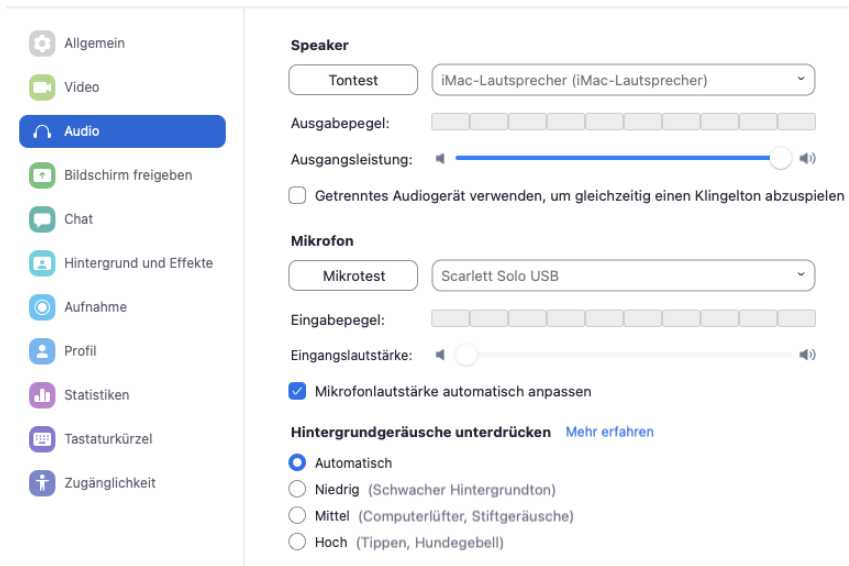 Allgemein
Video
Audio
Bildschirm freigeben
Chat
Hintergrund und Effekte
Aufnahme
Profil
Statistiken
Tastaturkürzel
Zugänglichkeit
Speaker
Tontest iMac-Lautsprecher (iMac-Lautsprecher)
Ausgabepegel:
Ausgangsleistung:
Getrenntes Audiogerät verwenden, um gleichzeitig einen Klingelton abzuspielen
Mikrofon
Mikrotest Scarlett Solo USB
Eingabepegel:
Eingangslautstärke:
Mikrofonlautstärke automatisch anpassen
Hintergrundgeräusche unterdrücken Mehr erfahren
Automatisch
Niedrig (Schwacher Hintergrundton)
Mittel (Computerlüfter, Stiftgeräusche)
Hoch (Tippen, Hundegebell)